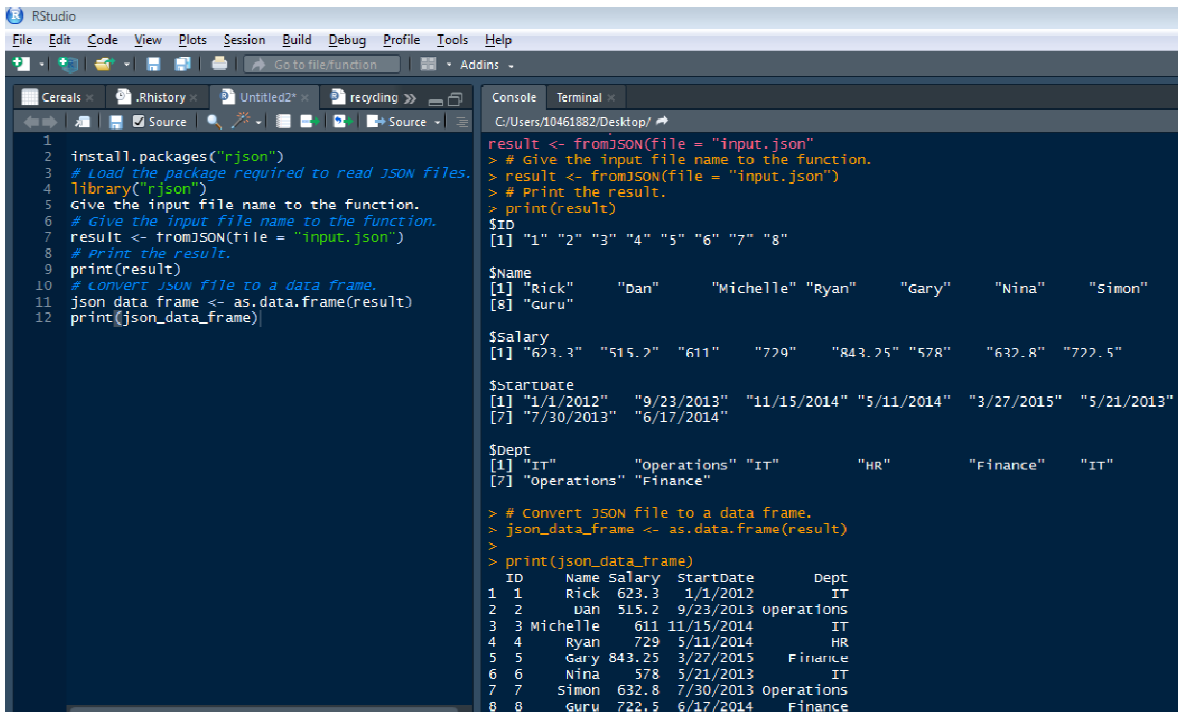 RStudio
File Edit Code View Plots Session Build Debug Profile Tools Help
Go to file/function Addins
Cereals .Rhistory Untitled2* recycling
Source Source
1
2 install.packages("rjson")
3 # Load the package required to read JSON files.
4 library("rjson")
5 Give the input file name to the function.
6 # Give the input file name to the function.
7 result <- fromJSON(file = "input.json")
8 # Print the result.
9 print(result)
10 # Convert JSON file to a data frame.
11 json_data_frame <- as.data.frame(result)
12 print(json_data_frame)
Console Terminal
C:/Users/10461882/Desktop/
result <- fromJSON(file = "input.json"
> # Give the input file name to the function.
> result <- fromJSON(file = "input.json")
> # Print the result.
> print(result)
$ID
[1] "1" "2" "3" "4" "5" "6" "7" "8"
$Name
[1] "Rick" "Dan" "Michelle" "Ryan" "Gary" "Nina" "Simon"
[8] "Guru"
$Salary
[1] "623.3" "515.2" "611" "729" "843.25" "578" "632.8" "722.5"
$StartDate
[1] "1/1/2012" "9/23/2013" "11/15/2014" "5/11/2014" "3/27/2015" "5/21/2013"
[7] "7/30/2013" "6/17/2014"
$Dept
[1] "IT" "Operations" "IT" "HR" "Finance" "IT"
[7] "Operations" "Finance"
> # Convert JSON file to a data frame.
> json_data_frame <- as.data.frame(result)
>
> print(json_data_frame)
ID Name Salary StartDate Dept
1 1 Rick 623.3 1/1/2012 IT
2 2 Dan 515.2 9/23/2013 Operations
3 3 Michelle 611 11/15/2014 IT
4 4 Ryan 729 5/11/2014 HR
5 5 Gary 843.25 3/27/2015 Finance
6 6 Nina 578 5/21/2013 IT
7 7 Simon 632.8 7/30/2013 Operations
8 8 Guru 722.5 6/17/2014 Finance